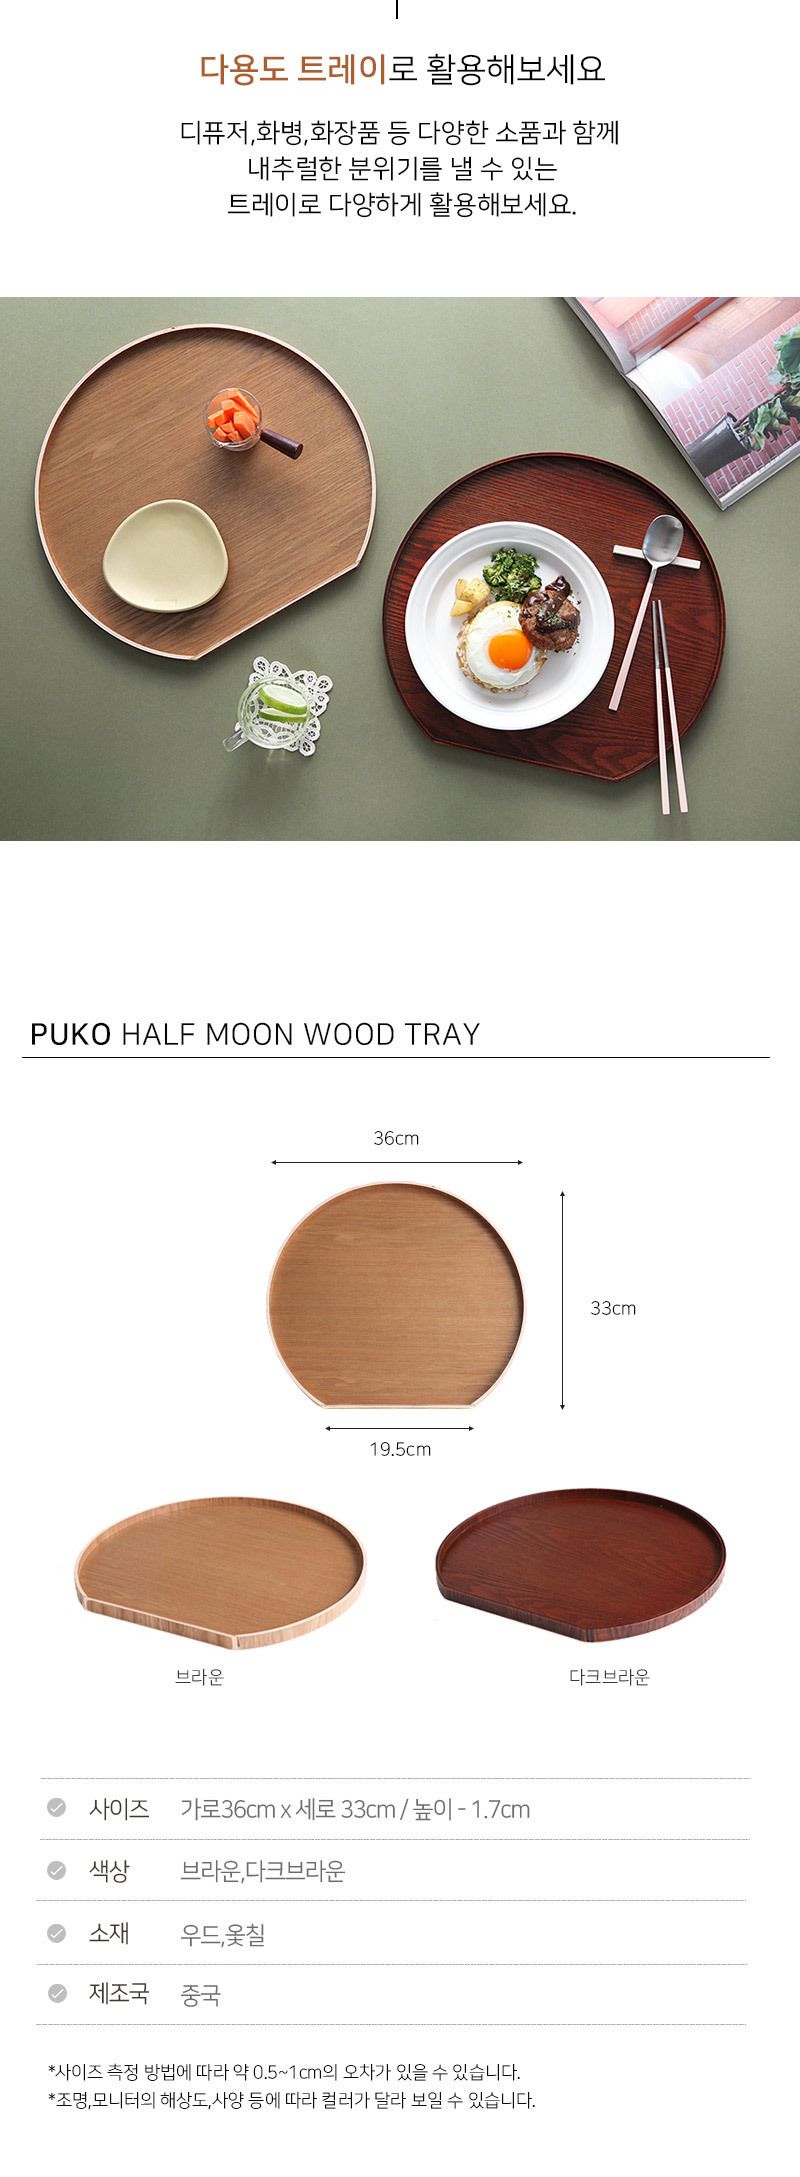 다용도 트레이로 활용해보세요
디퓨저,화병,화장품 등 다양한 소품과 함께
내추럴한 분위기를 낼 수 있는
트레이로 다양하게 활용해보세요.
PUKO HALF MOON WOOD TRAY
36cm
33cm
19.5cm
브라운 다크브라운
사이즈 가로36cm x 세로 33cm / 높이 - 1.7cm
색상 브라운,다크브라운
소재 우드,옻칠
제조국 중국
*사이즈 측정 방법에 따라 약 0.5~1cm의 오차가 있을 수 있습니다.
*조명,모니터의 해상도,사양 등에 따라 컬러가 달라 보일 수 있습니다.